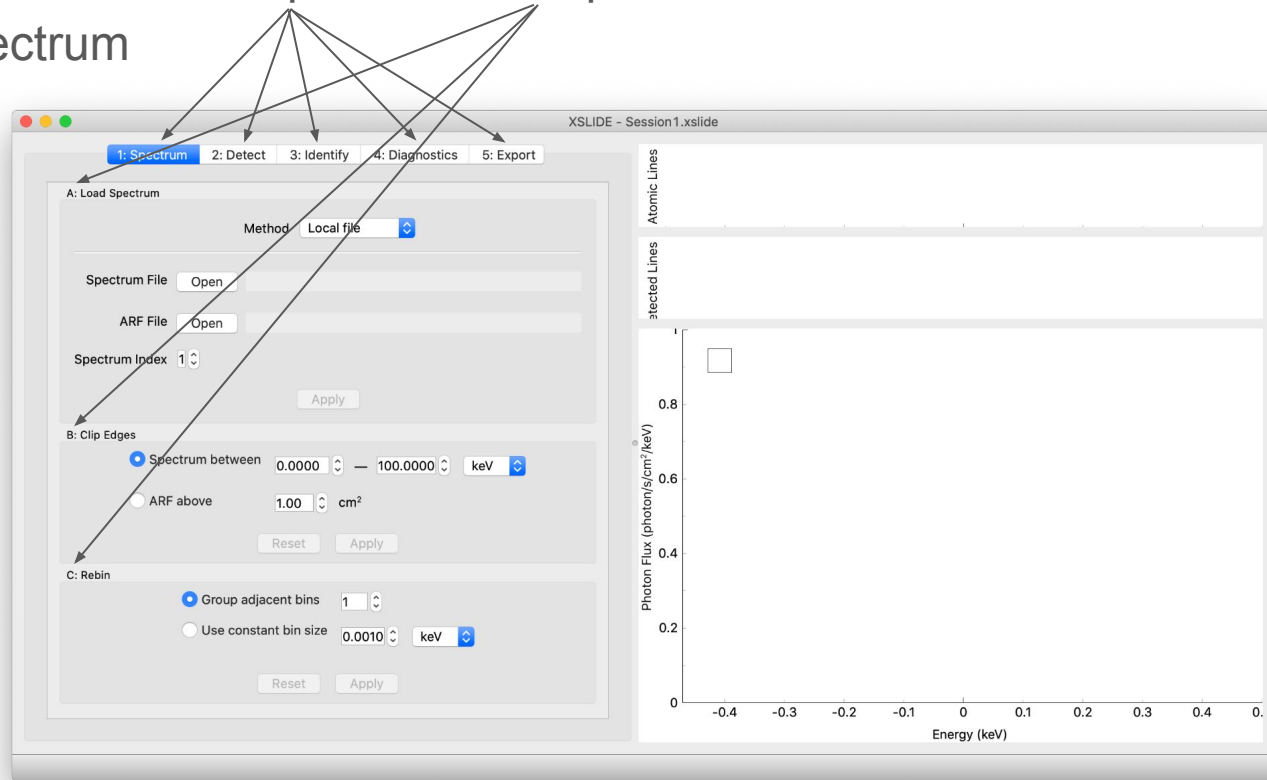 ectrum
XSLIDE - Session1.xslide
1: Spectrum 2: Detect 3: Identify 4: Diagnostics 5: Export
A: Load Spectrum
Method Local file
Spectrum File Open
ARF File Open
Spectrum Index 1
Apply
B: Clip Edges
Spectrum between 0.0000 — 100.0000 keV
ARF above 1.00 cm²
Reset Apply
C: Rebin
Group adjacent bins 1
Use constant bin size 0.0010 keV
Reset Apply
Atomic Lines
etected Lines
Photon Flux (photon/s/cm²/keV)
1
0.8
0.6
0.4
0.2
0
-0.4 -0.3 -0.2 -0.1 0 0.1 0.2 0.3 0.4 0.
Energy (keV)